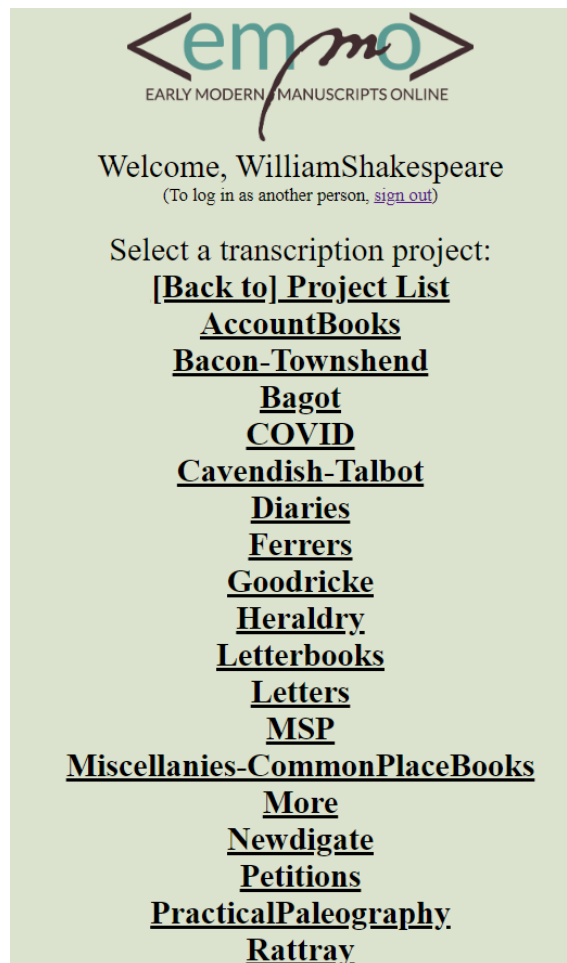 <emmo>
EARLY MODERN MANUSCRIPTS ONLINE
Welcome, WilliamShakespeare
(To log in as another person, sign out)
Select a transcription project:
[Back to] Project List
AccountBooks
Bacon-Townshend
Bagot
COVID
Cavendish-Talbot
Diaries
Ferrers
Goodricke
Heraldry
Letterbooks
Letters
MSP
Miscellanies-CommonPlaceBooks
More
Newdigate
Petitions
PracticalPaleography
Rattray